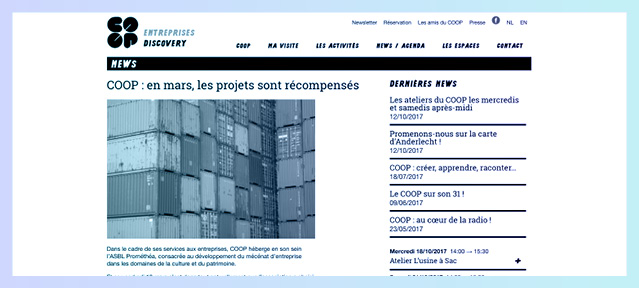 COOP
ENTREPRISES
DISCOVERY
Newsletter Réservation Les amis du COOP Presse f NL EN
COOP MA VISITE LES ACTIVITÉS NEWS / AGENDA LES ESPACES CONTACT
NEWS
COOP : en mars, les projets sont récompensés
Dans le cadre de ses services aux entreprises, COOP héberge en son sein
l'ASBL Prométhéa, consacrée au développement du mécénat d'entreprise
dans les domaines de la culture et du patrimoine.
DERNIÈRES NEWS
Les ateliers du COOP les mercredis
et samedis après-midi
12/10/2017
Promenons-nous sur la carte
d'Anderlecht !
12/10/2017
COOP : créer, apprendre, raconter...
18/07/2017
Le COOP sur son 31 !
09/06/2017
COOP : au cœur de la radio !
23/05/2017
Mercredi 18/10/2017 14:00 → 15:30
Atelier L'usine à Sac +